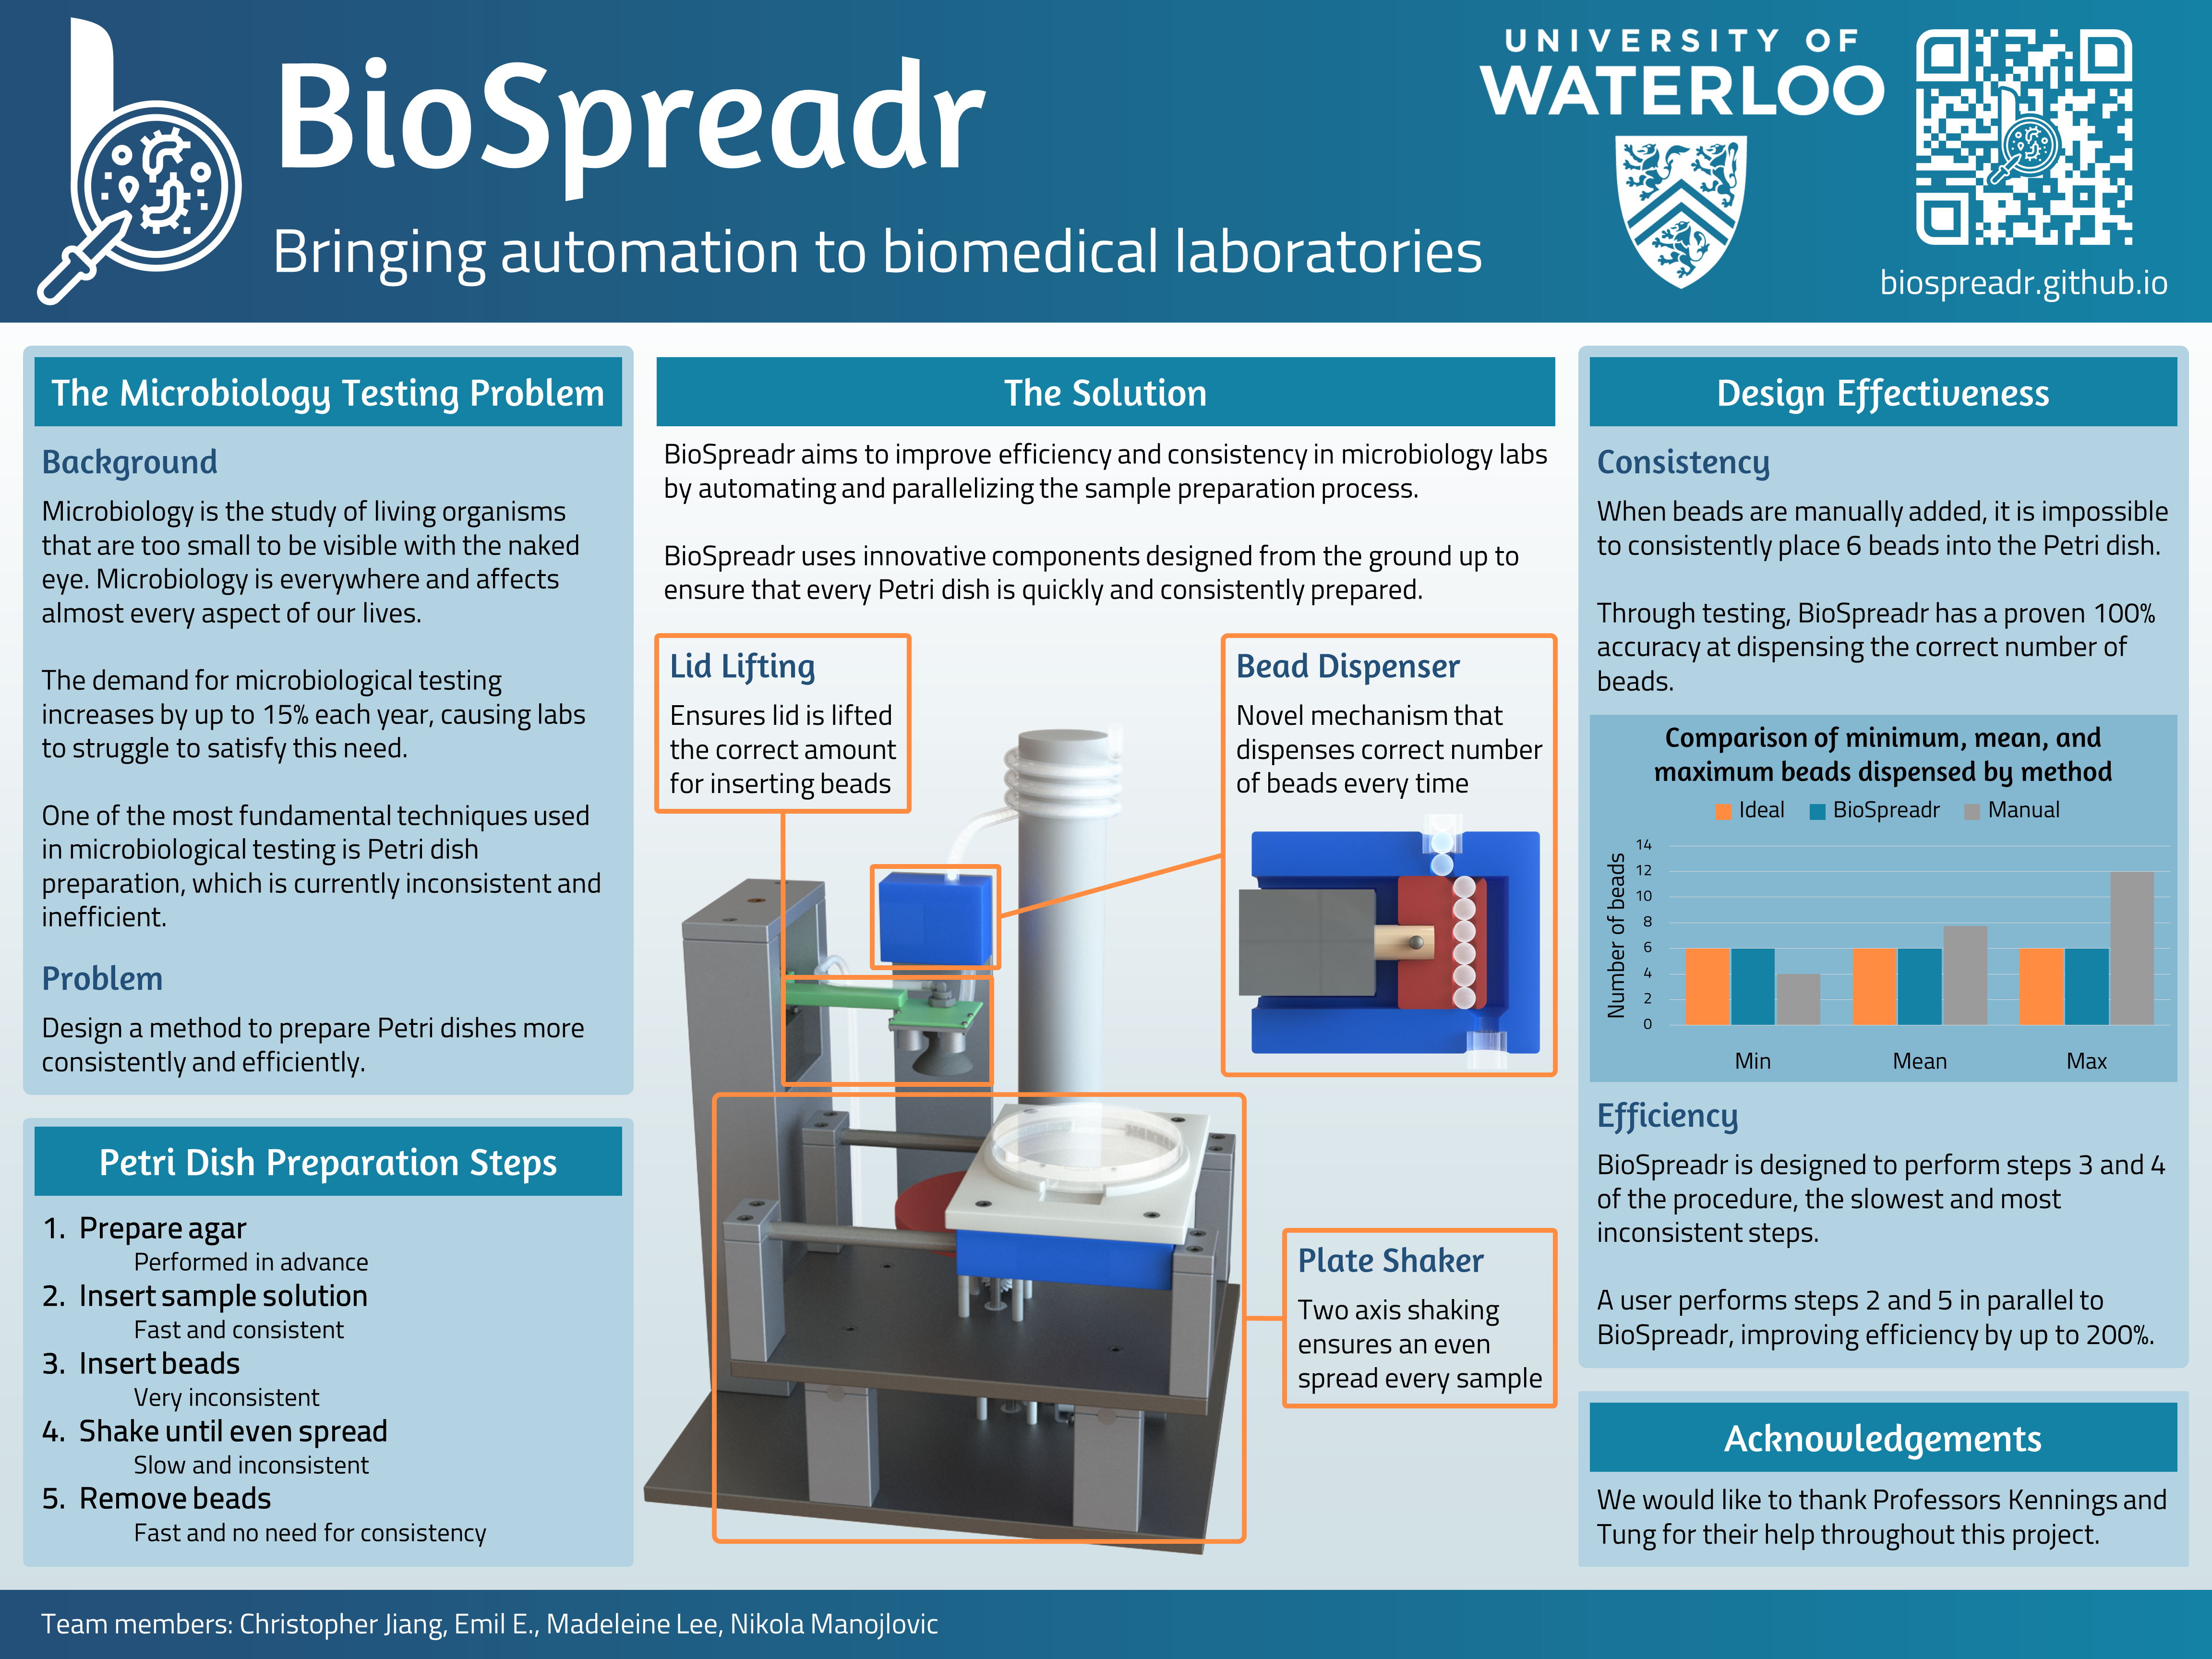 BioSpreadr
Bringing automation to biomedical laboratories
UNIVERSITY OF
WATERLOO
biospreadr.github.io
The Microbiology Testing Problem
Background
Microbiology is the study of living organisms
that are too small to be visible with the naked
eye. Microbiology is everywhere and affects
almost every aspect of our lives.
The demand for microbiological testing
increases by up to 15% each year, causing labs
to struggle to satisfy this need.
One of the most fundamental techniques used
in microbiological testing is Petri dish
preparation, which is currently inconsistent and
inefficient.
Problem
Design a method to prepare Petri dishes more
consistently and efficiently.
Petri Dish Preparation Steps
1. Prepare agar
Performed in advance
2. Insert sample solution
Fast and consistent
3. Insert beads
Very inconsistent
4. Shake until even spread
Slow and inconsistent
5. Remove beads
Fast and no need for consistency
The Solution
BioSpreadr aims to improve efficiency and consistency in microbiology labs
by automating and parallelizing the sample preparation process.
BioSpreadr uses innovative components designed from the ground up to
ensure that every Petri dish is quickly and consistently prepared.
Lid Lifting
Ensures lid is lifted
the correct amount
for inserting beads
Bead Dispenser
Novel mechanism that
dispenses correct number
of beads every time
Plate Shaker
Two axis shaking
ensures an even
spread every sample
Design Effectiveness
Consistency
When beads are manually added, it is impossible
to consistently place 6 beads into the Petri dish.
Through testing, BioSpreadr has a proven 100%
accuracy at dispensing the correct number of
beads.
Comparison of minimum, mean, and
maximum beads dispensed by method
Ideal BioSpreadr Manual
Number of beads
14
12
10
8
6
4
2
0
Min Mean Max
Efficiency
BioSpreadr is designed to perform steps 3 and 4
of the procedure, the slowest and most
inconsistent steps.
A user performs steps 2 and 5 in parallel to
BioSpreadr, improving efficiency by up to 200%.
Acknowledgements
We would like to thank Professors Kennings and
Tung for their help throughout this project.
Team members: Christopher Jiang, Emil E., Madeleine Lee, Nikola Manojlovic